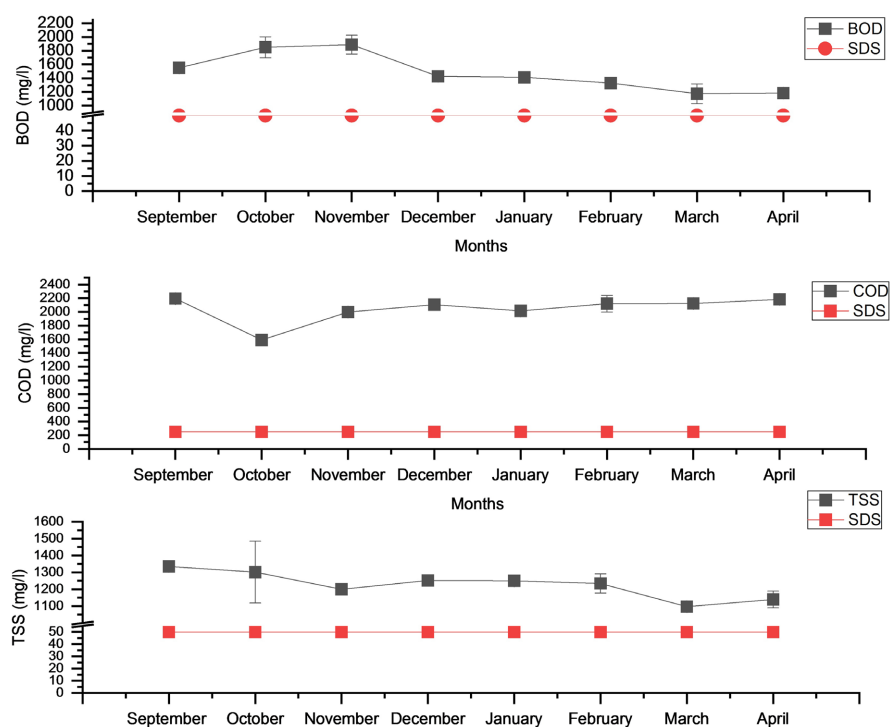 2200
2000
1800
1600
1400
1200
1000
40
30
20
10
0
BOD (mg/l)
BOD
SDS
September October November December January February March April
Months
2400
2200
2000
1800
1600
1400
1200
1000
800
600
400
200
0
COD (mg/l)
COD
SDS
September October November December January February March April
Months
TSS
SDS
1600
1500
1400
1300
1200
1100
50
40
30
20
10
0
TSS (mg/l)
September October November December January February March April
Months